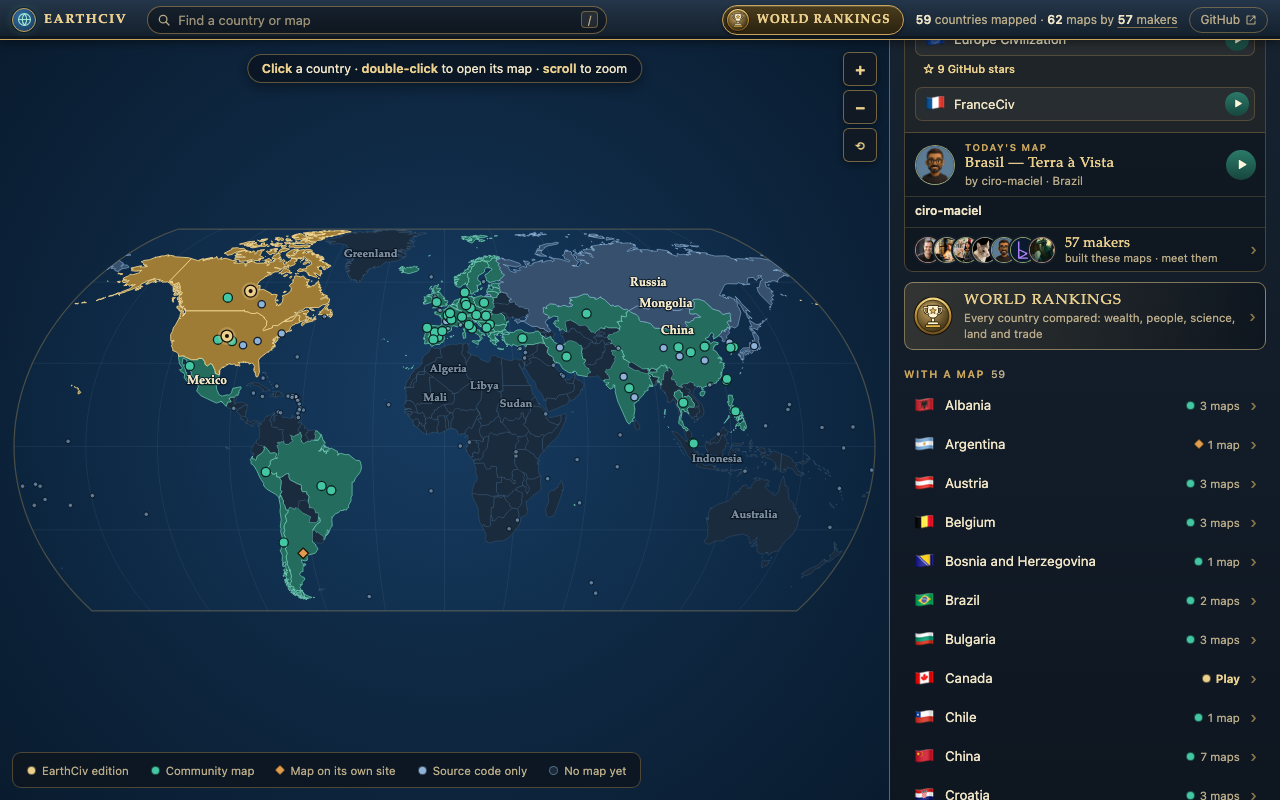 EARTHCIV
Find a country or map
/
WORLD RANKINGS
59 countries mapped · 62 maps by 57 makers
GitHub
Click a country · double-click to open its map · scroll to zoom
+
−
Greenland
Russia
Mongolia
China
Mexico
Algeria
Libya
Mali
Sudan
Indonesia
Australia
EarthCiv edition
Community map
Map on its own site
Source code only
No map yet
Europe Civilization
☆ 9 GitHub stars
FranceCiv
TODAY'S MAP
Brasil — Terra à Vista
by ciro-maciel · Brazil
ciro-maciel
57 makers
built these maps · meet them
WORLD RANKINGS
Every country compared: wealth, people, science,
land and trade
WITH A MAP 59
Albania 3 maps
Argentina 1 map
Austria 3 maps
Belgium 3 maps
Bosnia and Herzegovina 1 map
Brazil 2 maps
Bulgaria 3 maps
Canada Play
Chile 1 map
China 7 maps
Croatia 3 maps